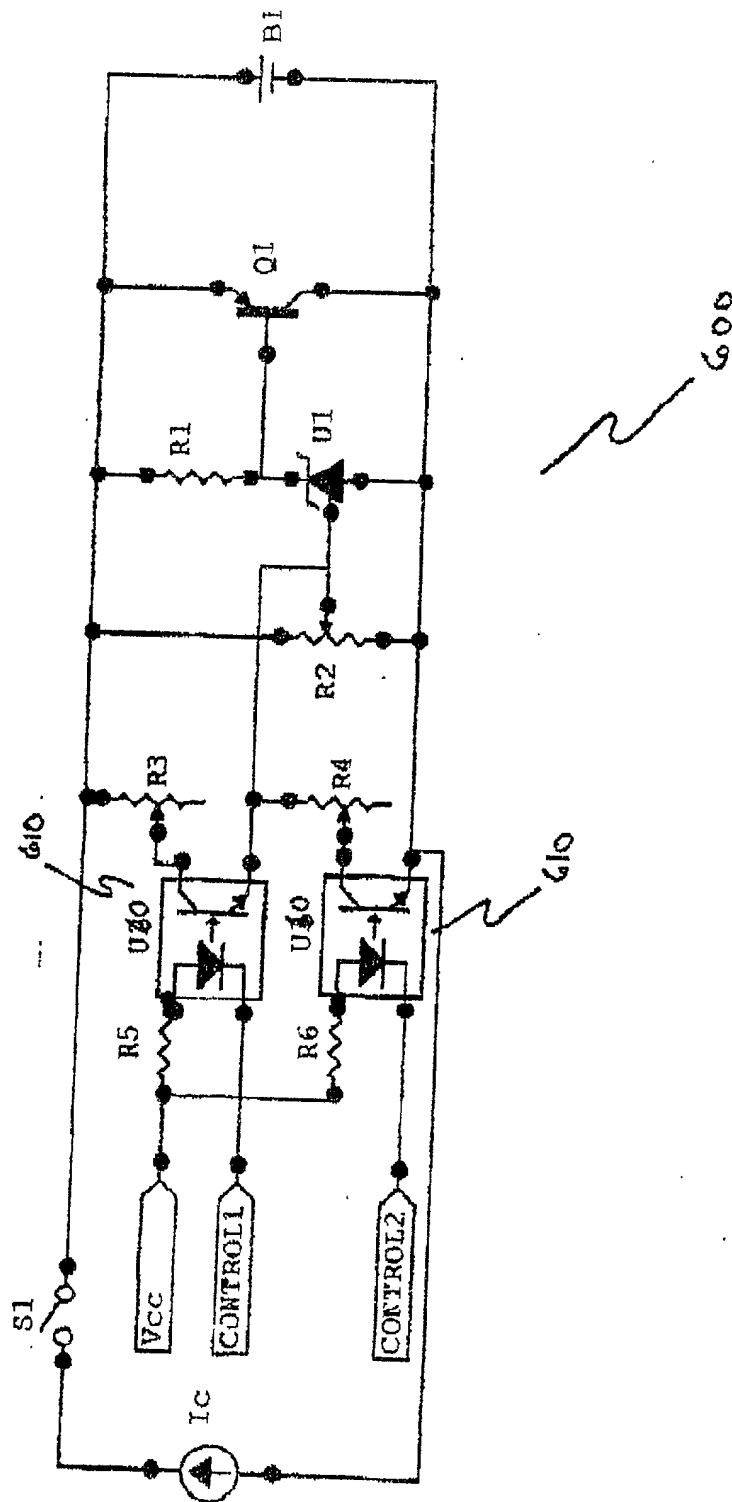 S1
Ic
Vcc
CONTROL1
CONTROL2
R5
R6
610
R3
R4
610
R2
R1
U1
Q1
B1
600